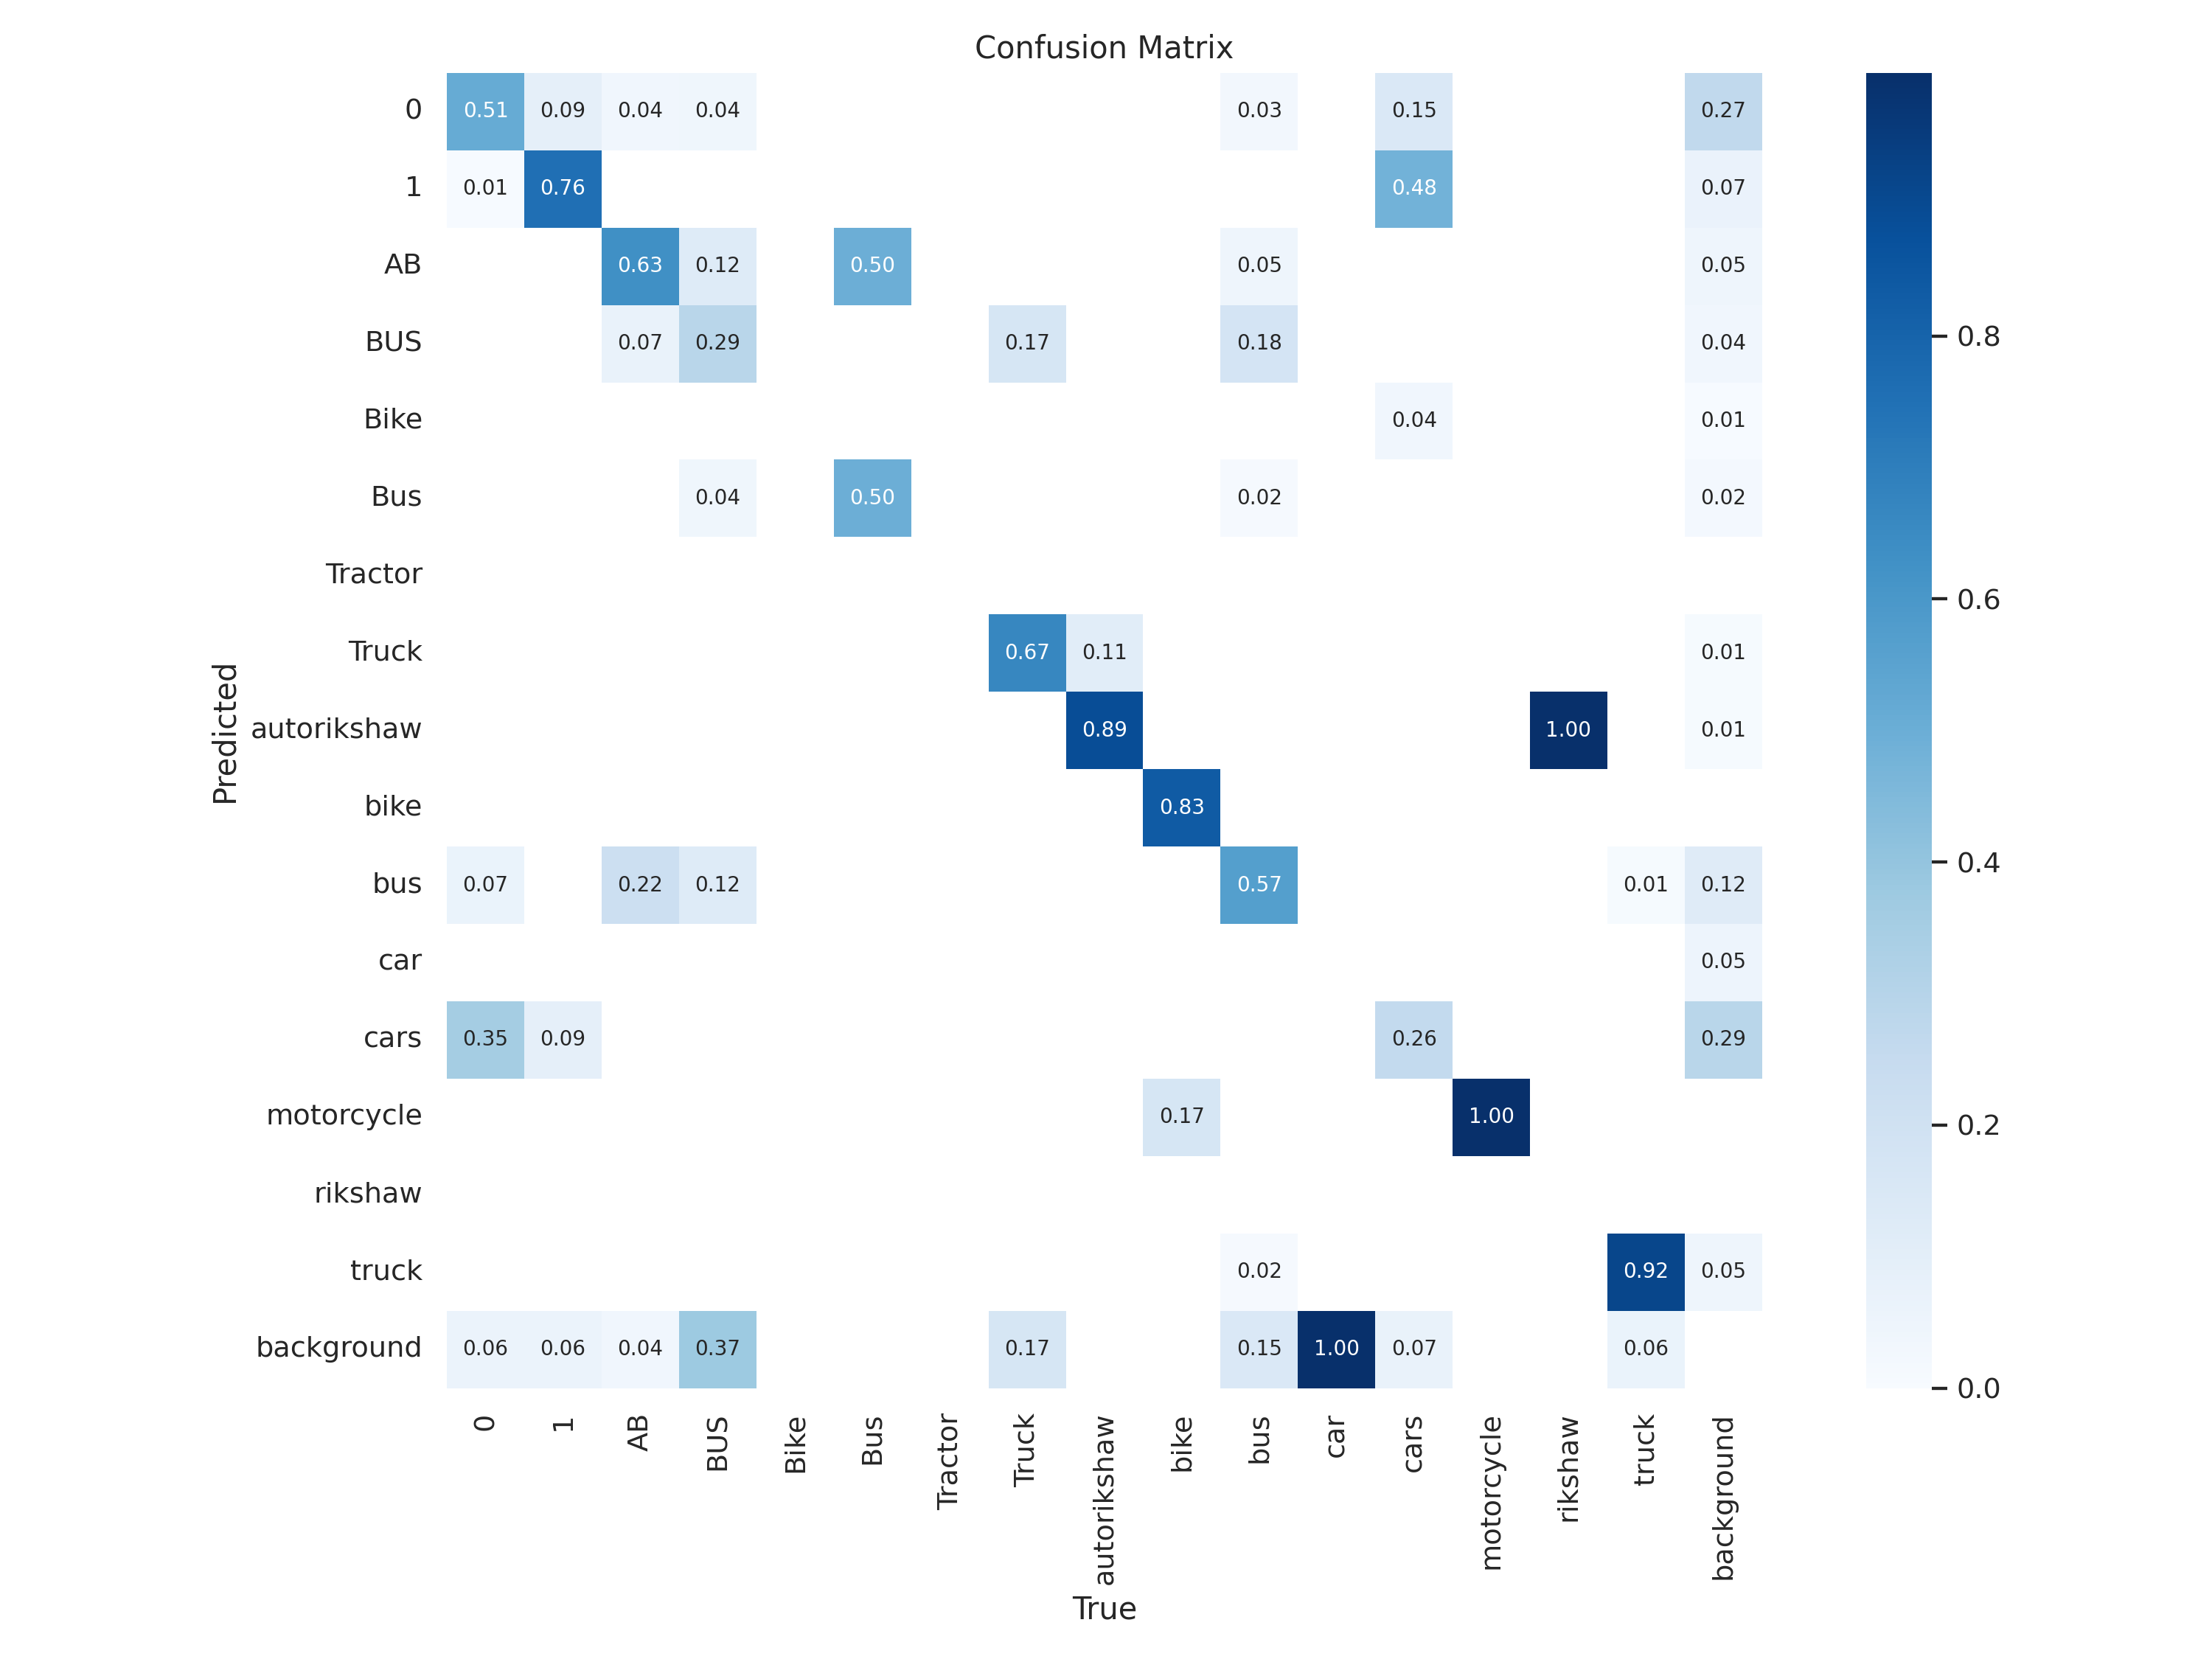 Confusion Matrix
0 0.51 0.09 0.04 0.04 0.03 0.15 0.27
1 0.01 0.76 0.48 0.07
AB 0.63 0.12 0.50 0.05 0.05
BUS 0.07 0.29 0.17 0.18 0.04
Bike 0.04 0.01
Bus 0.04 0.50 0.02 0.02
Tractor
Truck 0.67 0.11 0.01
autorikshaw 0.89 1.00 0.01
bike 0.83
bus 0.07 0.22 0.12 0.57 0.01 0.12
car 0.05
cars 0.35 0.09 0.26 0.29
motorcycle 0.17 1.00
rikshaw
truck 0.02 0.92 0.05
background 0.06 0.06 0.04 0.37 0.17 0.15 1.00 0.07 0.06
Predicted
0 1 AB BUS Bike Bus Tractor Truck autorikshaw bike bus car cars motorcycle rikshaw truck background
True
0.8
0.6
0.4
0.2
0.0